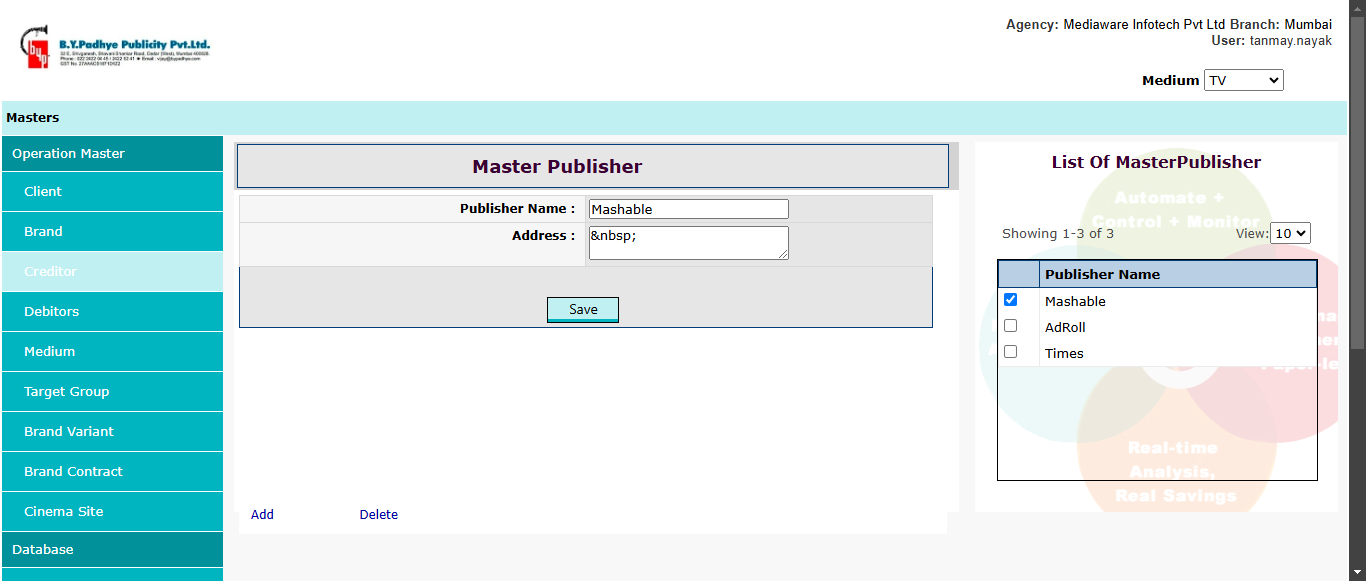 Agency: Mediaware Infotech Pvt Ltd Branch: Mumbai
User: tanmay.nayak
byp
B.Y.Padhye Publicity Pvt.Ltd.
Medium TV
Masters
Operation Master
Client
Brand
Creditor
Debitors
Medium
Target Group
Brand Variant
Brand Contract
Cinema Site
Database
Master Publisher
Publisher Name : Mashable
Address : &nbsp;
Save
Add Delete
List Of MasterPublisher
Automate +
Control + Monitor
Showing 1-3 of 3 View: 10
Publisher Name
Mashable
AdRoll
Times
Real-time
Analysis,
Real Savings